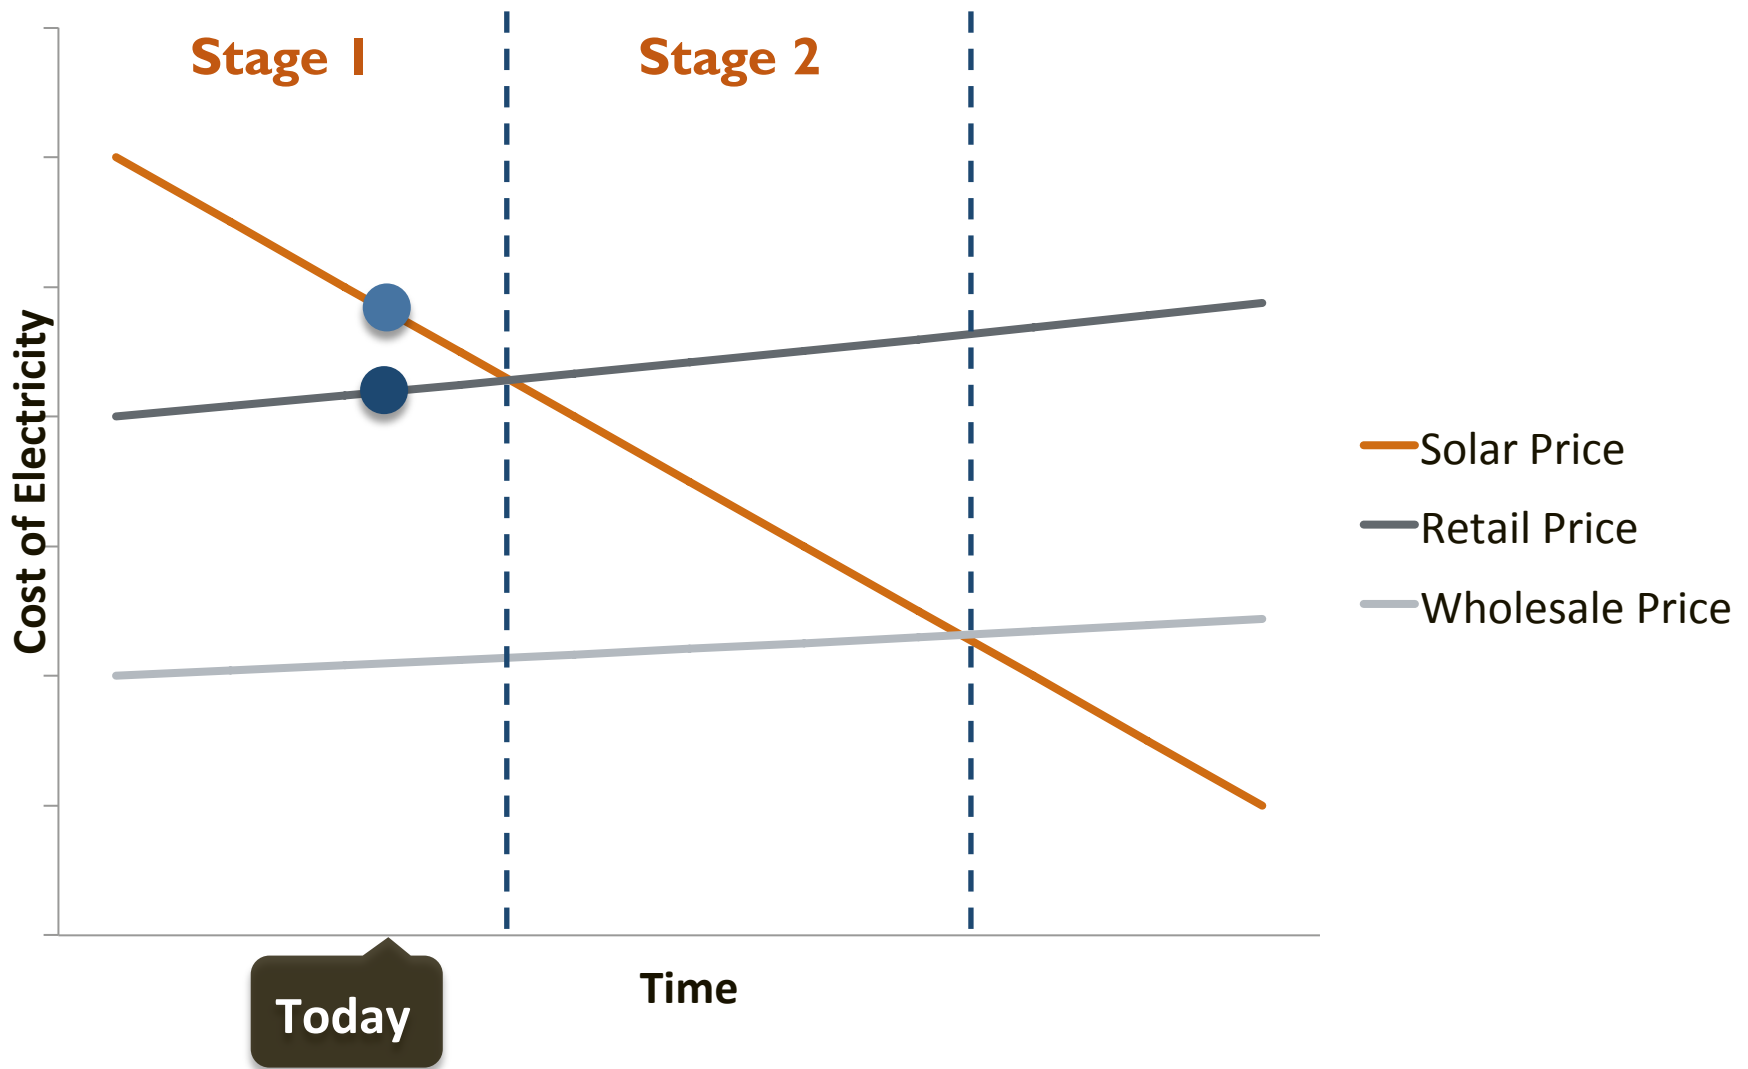 Stage 1
Stage 2
Cost of Electricity
Solar Price
Retail Price
Wholesale Price
Time
Today